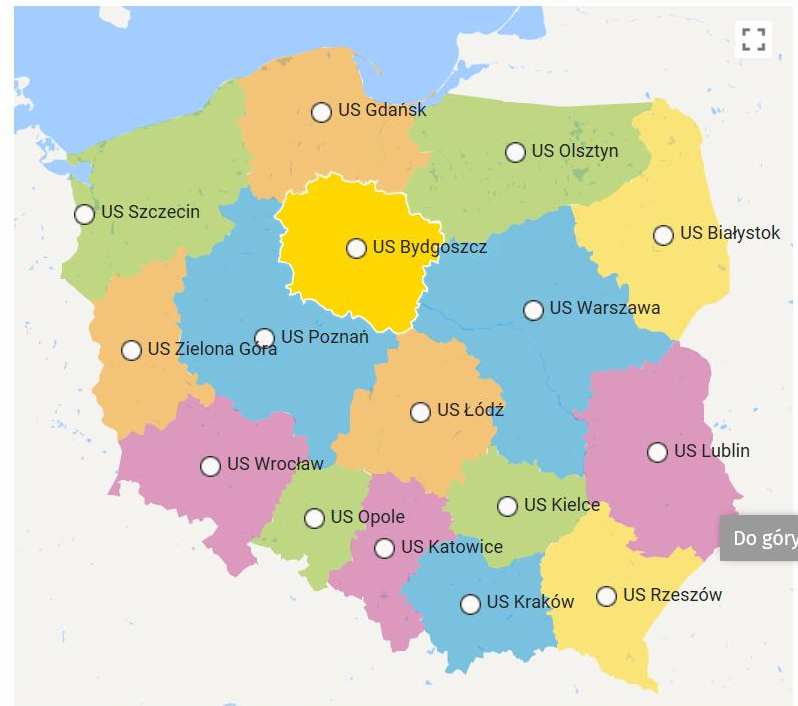 US Gdańsk
US Olsztyn
US Szczecin
US Białystok
US Bydgoszcz
US Warszawa
US Poznań
US Zielona Góra
US Łódź
US Lublin
US Wrocław
US Kielce
US Opole
Do góry
US Katowice
US Rzeszów
US Kraków